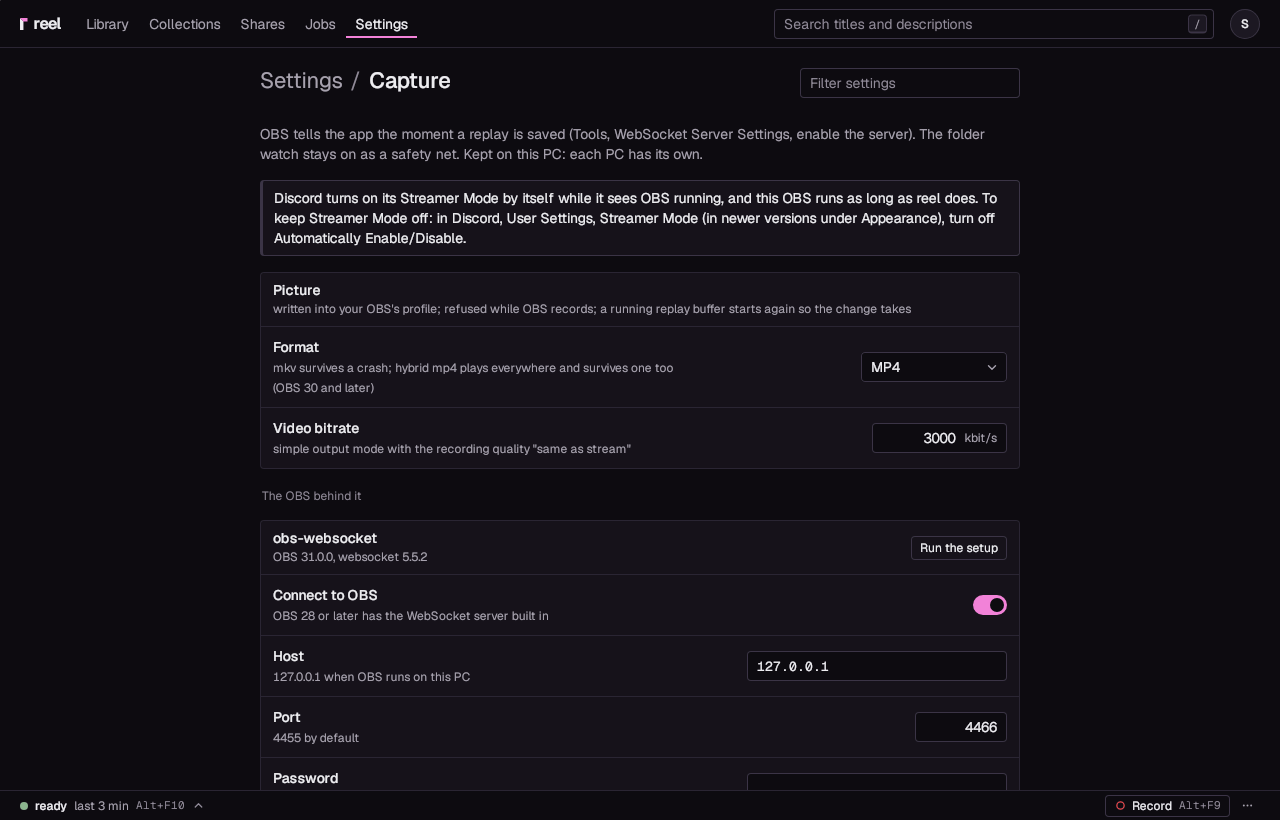 reel Library Collections Shares Jobs Settings Search titles and descriptions / S
Settings / Capture Filter settings
OBS tells the app the moment a replay is saved (Tools, WebSocket Server Settings, enable the server). The folder
watch stays on as a safety net. Kept on this PC: each PC has its own.
Discord turns on its Streamer Mode by itself while it sees OBS running, and this OBS runs as long as reel does. To
keep Streamer Mode off: in Discord, User Settings, Streamer Mode (in newer versions under Appearance), turn off
Automatically Enable/Disable.
Picture
written into your OBS's profile; refused while OBS records; a running replay buffer starts again so the change takes
Format
mkv survives a crash; hybrid mp4 plays everywhere and survives one too
(OBS 30 and later)
MP4
Video bitrate
simple output mode with the recording quality "same as stream"
3000 kbit/s
The OBS behind it
obs-websocket
OBS 31.0.0, websocket 5.5.2
Run the setup
Connect to OBS
OBS 28 or later has the WebSocket server built in
Host
127.0.0.1 when OBS runs on this PC
127.0.0.1
Port
4455 by default
4466
Password
ready last 3 min Alt+F10 Record Alt+F9 ...